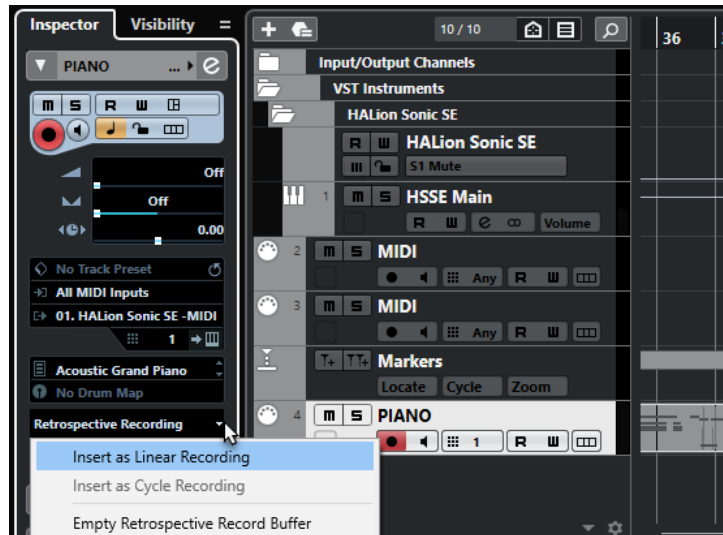 Inspector Visibility
PIANO ...
m S R W
Off
Off
0.00
No Track Preset
All MIDI Inputs
01. HALion Sonic SE -MIDI
1
Acoustic Grand Piano
No Drum Map
Retrospective Recording
Insert as Linear Recording
Insert as Cycle Recording
Empty Retrospective Record Buffer
10 / 10
Input/Output Channels
VST Instruments
HALion Sonic SE
R W HALion Sonic SE
S1 Mute
1 m S HSSE Main
R W e Volume
2 m S MIDI
Any R W
3 m S MIDI
Any R W
Markers
Locate Cycle Zoom
4 m S PIANO
1 R W
36